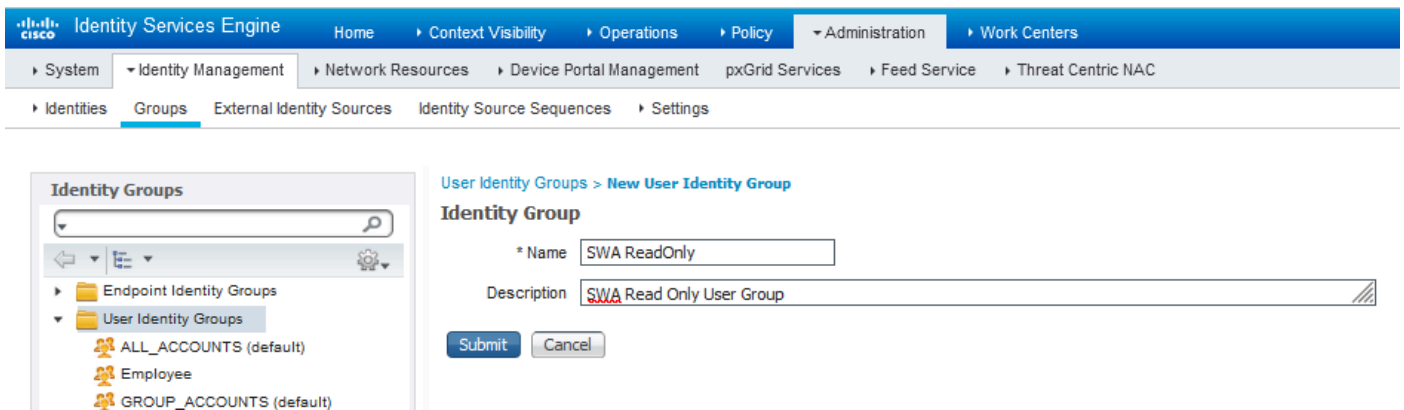 cisco Identity Services Engine Home Context Visibility Operations Policy Administration Work Centers
System Identity Management Network Resources Device Portal Management pxGrid Services Feed Service Threat Centric NAC
Identities Groups External Identity Sources Identity Source Sequences Settings
Identity Groups
Endpoint Identity Groups
User Identity Groups
ALL_ACCOUNTS (default)
Employee
GROUP_ACCOUNTS (default)
User Identity Groups > New User Identity Group
Identity Group
* Name SWA ReadOnly
Description SWA Read Only User Group
Submit Cancel